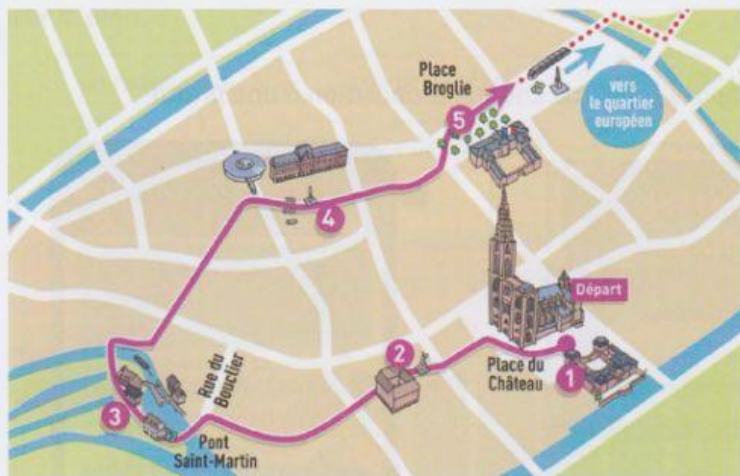 Place
Broglie
5
vers
le quartier
européen
4
Départ
2
Place du
Château
1
Rue du
Bouclier
3
Pont
Saint-Martin